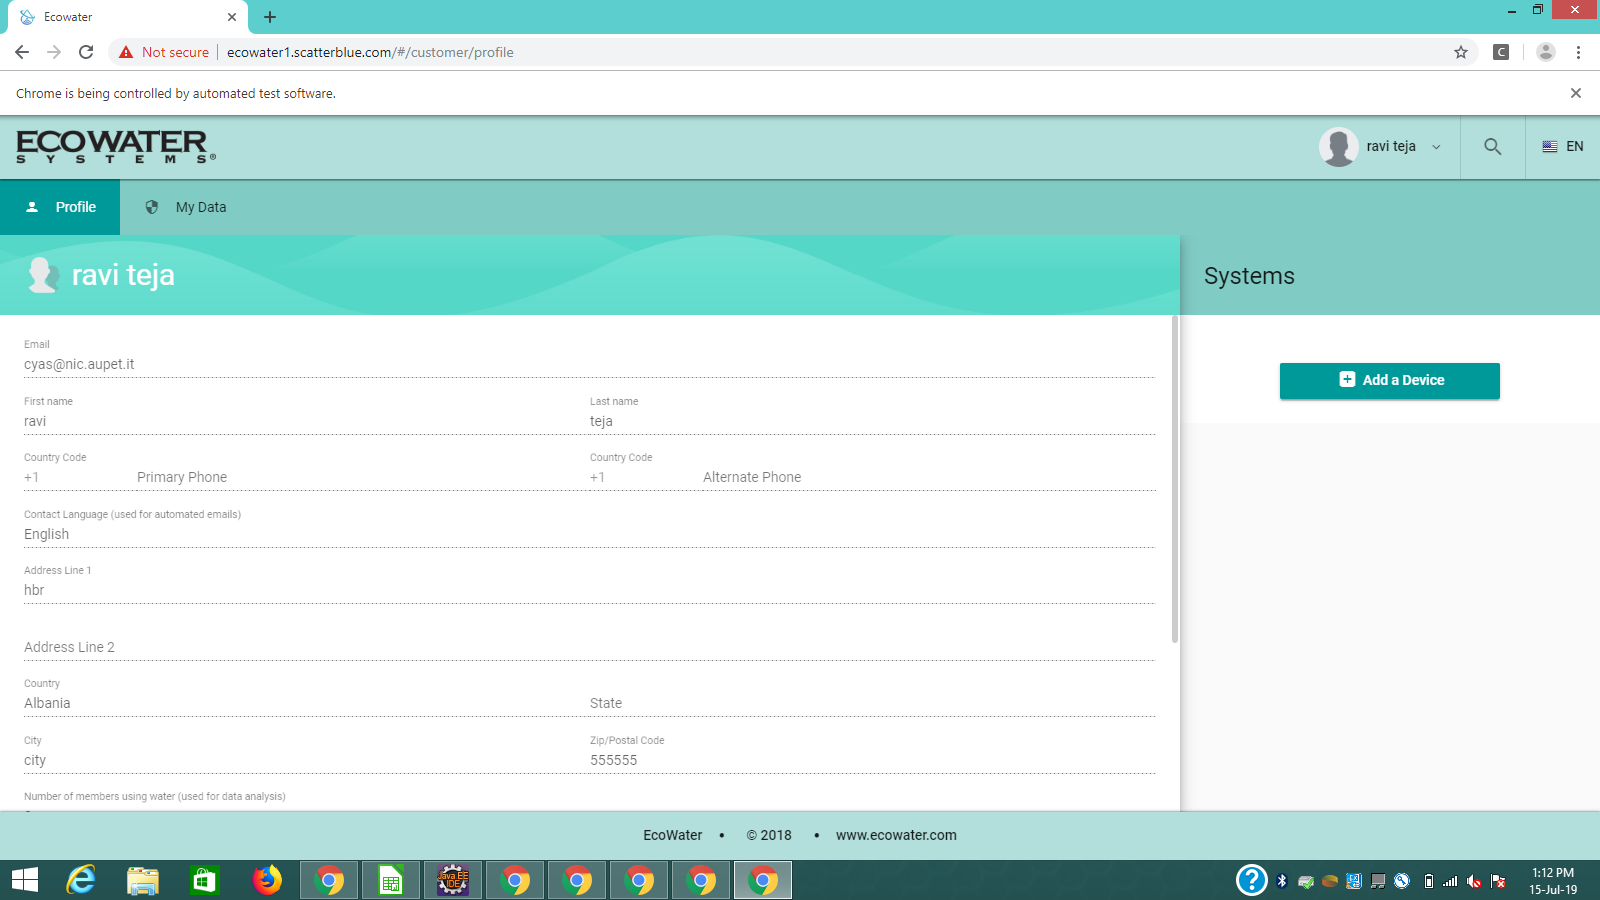 Ecowater
Not secure
ecowater1.scatterblue.com/#/customer/profile
C
Chrome is being controlled by automated test software.
ECOWATER
SYSTEMS®
ravi teja
EN
Profile
My Data
ravi teja
Systems
Email
cyas@nic.aupet.it
Add a Device
First name
Last name
ravi
teja
Country Code
Country Code
+1 Primary Phone
+1 Alternate Phone
Contact Language (used for automated emails)
English
Address Line 1
hbr
Address Line 2
Country
Albania
State
City
Zip/Postal Code
city
555555
Number of members using water (used for data analysis)
EcoWater • © 2018 • www.ecowater.com
Java EE
IDE
1:12 PM
15-Jul-19